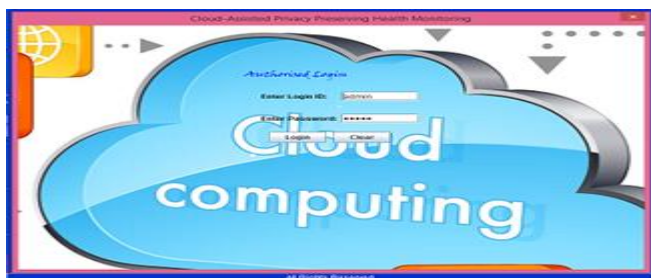 Cloud-Assisted Privacy Preserving Health Monitoring
Authorised Login
Enter Login ID: admin
Enter Password: *****
Login Clear
Cloud
computing
All Rights Reserved